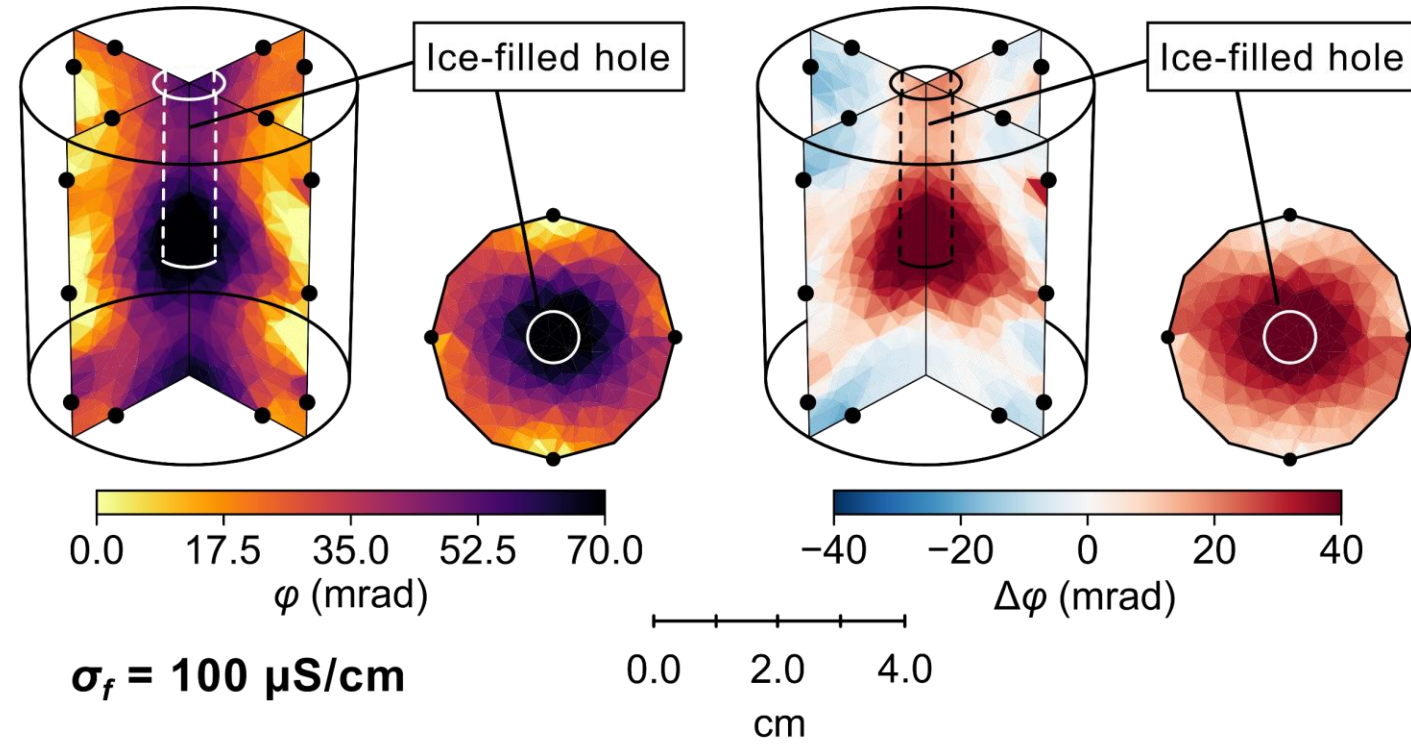 Ice-filled hole
Ice-filled hole
0.0 17.5 35.0 52.5 70.0
φ (mrad)
−40 −20 0 20 40
Δφ (mrad)
0.0 2.0 4.0
cm
σf = 100 µS/cm